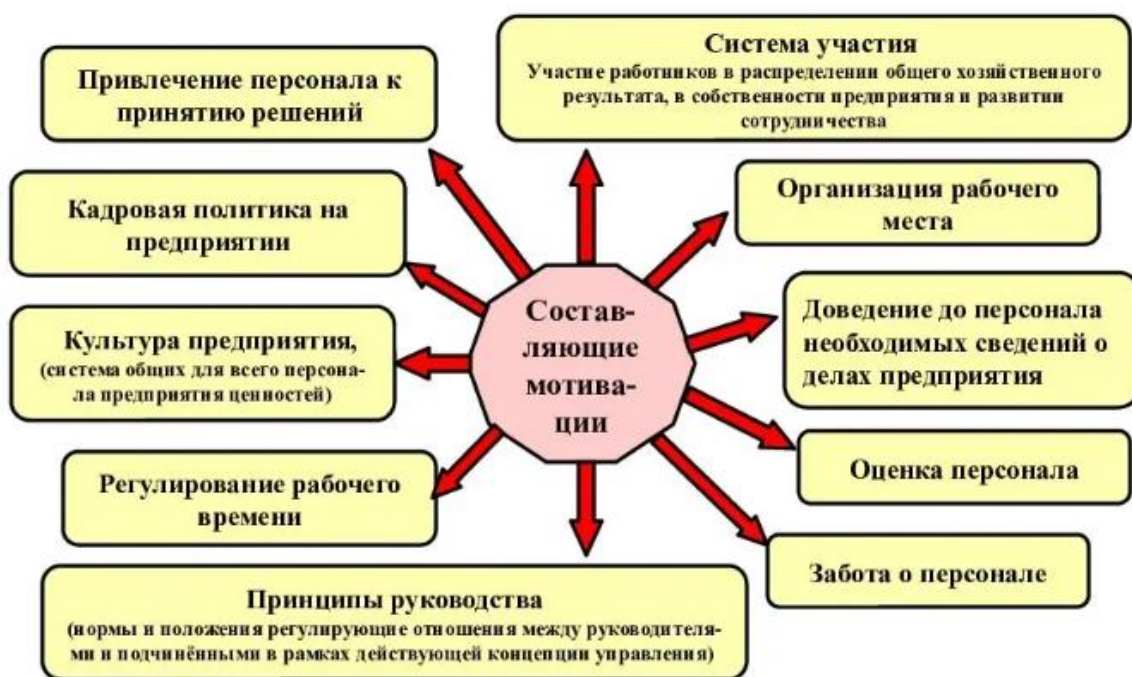 Система участия
Участие работников в распределении общего хозяйственного
результата, в собственности предприятия и развитии
сотрудничества
Привлечение персонала к
принятию решений
Организация рабочего
места
Кадровая политика на
предприятии
Состав-
ляющие
мотива-
ции
Доведение до персонала
необходимых сведений о
делах предприятия
Культура предприятия,
(система общих для всего персона-
ла предприятия ценностей)
Оценка персонала
Регулирование рабочего
времени
Забота о персонале
Принципы руководства
(нормы и положения регулирующие отношения между руководителя-
ми и подчинёнными в рамках действующей концепции управления)